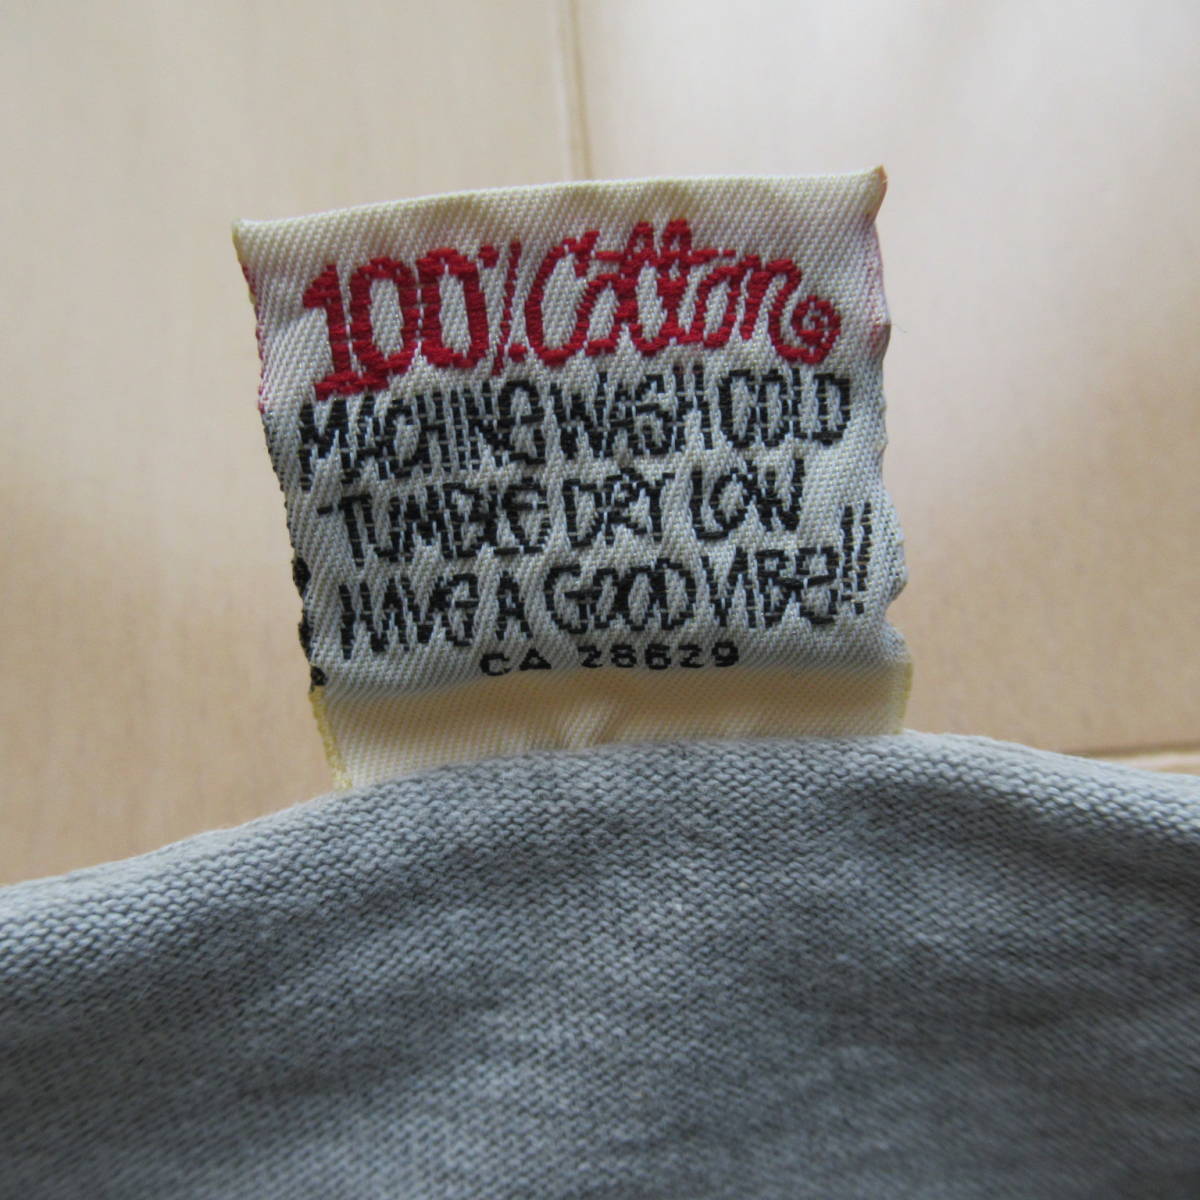 100% Cotton
MACHINE WASH COLD
TUMBLE DRY LOW
HAVE A GOOD VIBE!!
CA 28629